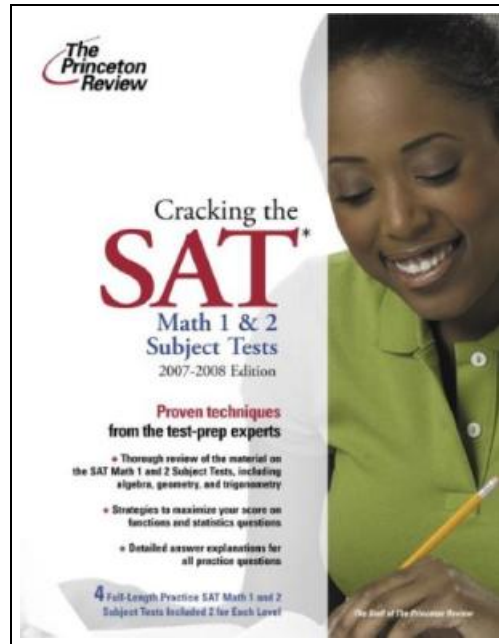 The
Princeton
Review
Cracking the
SAT*
Math 1 & 2
Subject Tests
2007-2008 Edition
Proven techniques
from the test-prep experts
• Thorough review of the material on
the SAT Math 1 and 2 Subject Tests, including
algebra, geometry, and trigonometry
• Strategies to maximize your score on
functions and statistics questions
• Detailed answer explanations for
all practice questions
4 Full-Length Practice SAT Math 1 and 2
Subject Tests Included 2 for Each Level
The Staff of The Princeton Review